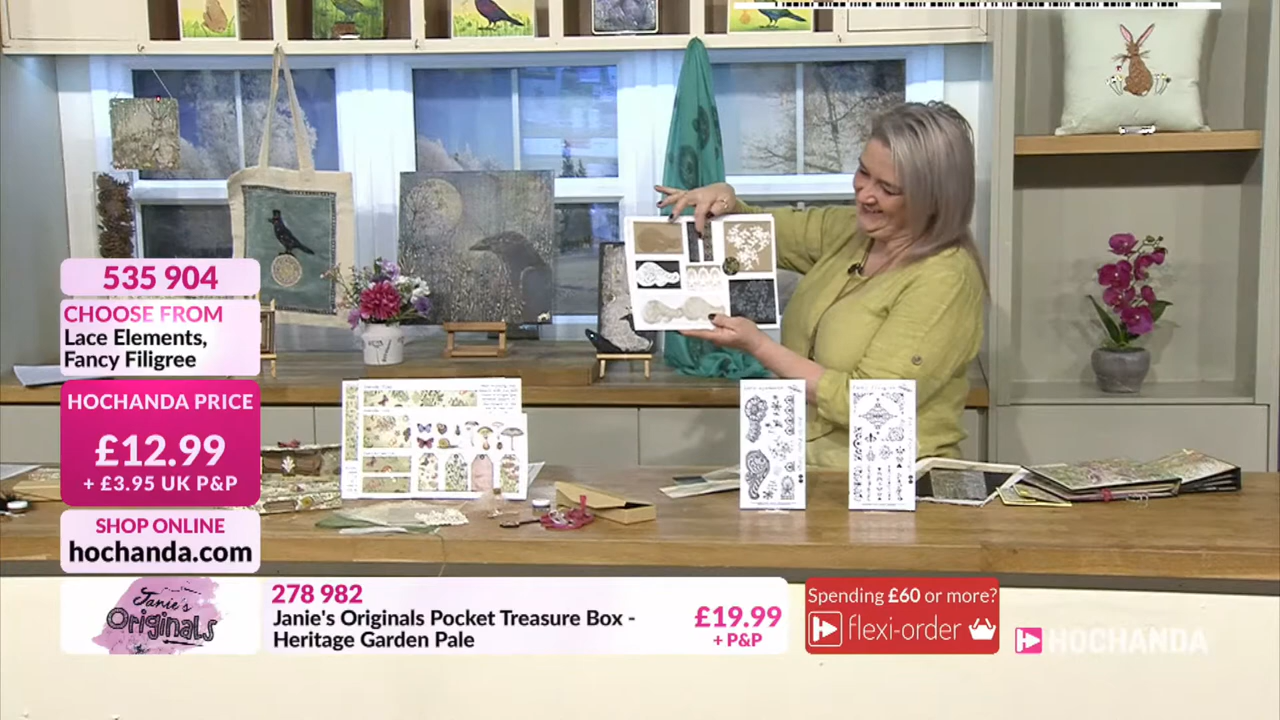 535 904
CHOOSE FROM
Lace Elements,
Fancy Filigree
HOCHANDA PRICE
£12.99
+ £3.95 UK P&P
SHOP ONLINE
hochanda.com
Janie's
Originals
278 982
Janie's Originals Pocket Treasure Box -
Heritage Garden Pale
£19.99
+ P&P
Spending £60 or more?
flexi-order
HOCHANDA